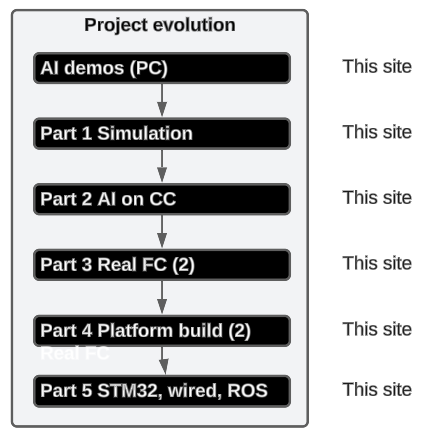 Project evolution
AI demos (PC) This site
Part 1 Simulation This site
Part 2 AI on CC This site
Part 3 Real FC (2) This site
Part 4 Platform build (2) This site
Real FC
Part 5 STM32, wired, ROS This site